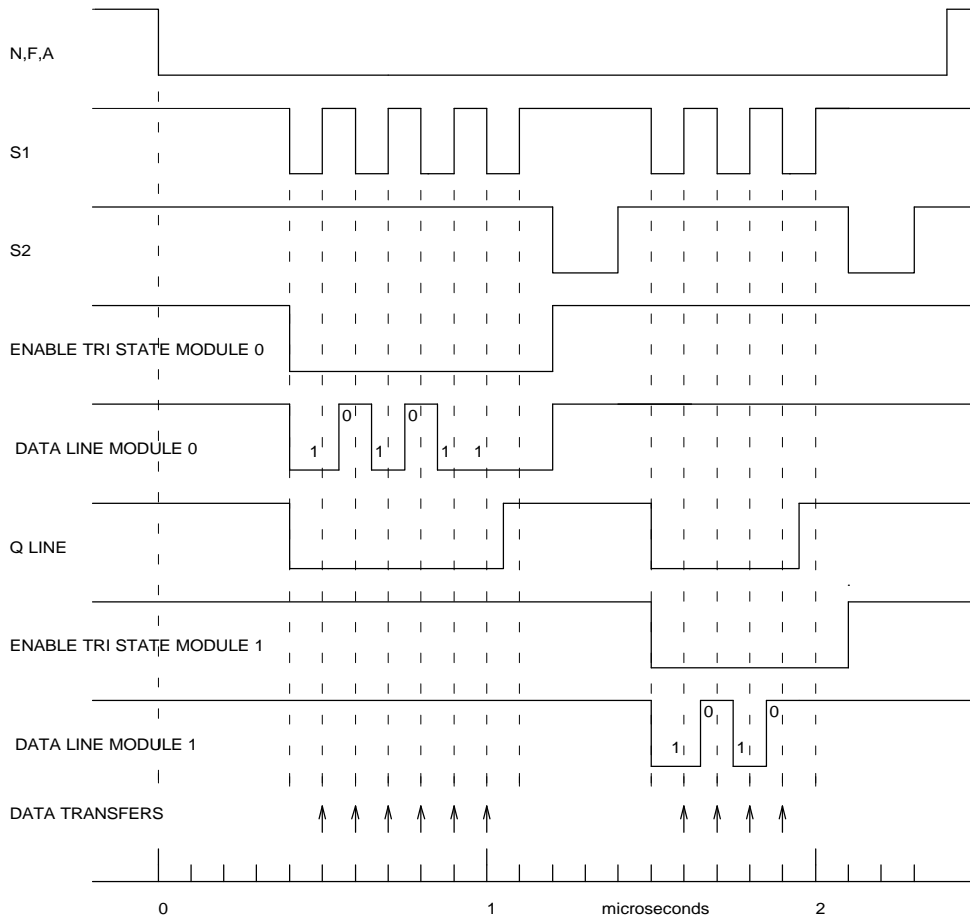 N,F,A
S1
S2
ENABLE TRI STATE MODULE 0
0 0
DATA LINE MODULE 0 1 1 1 1
Q LINE
ENABLE TRI STATE MODULE 1
0 0
DATA LINE MODULE 1 1 1
DATA TRANSFERS
0 1 microseconds 2